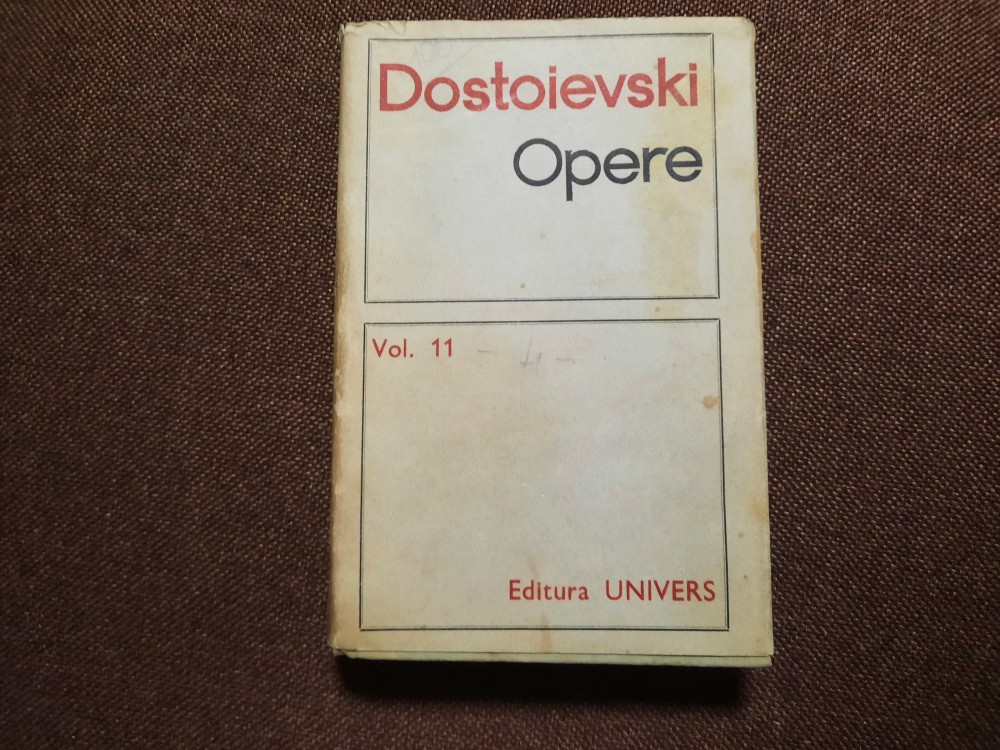 Dostoievski
Opere
Vol. 11
Editura UNIVERS